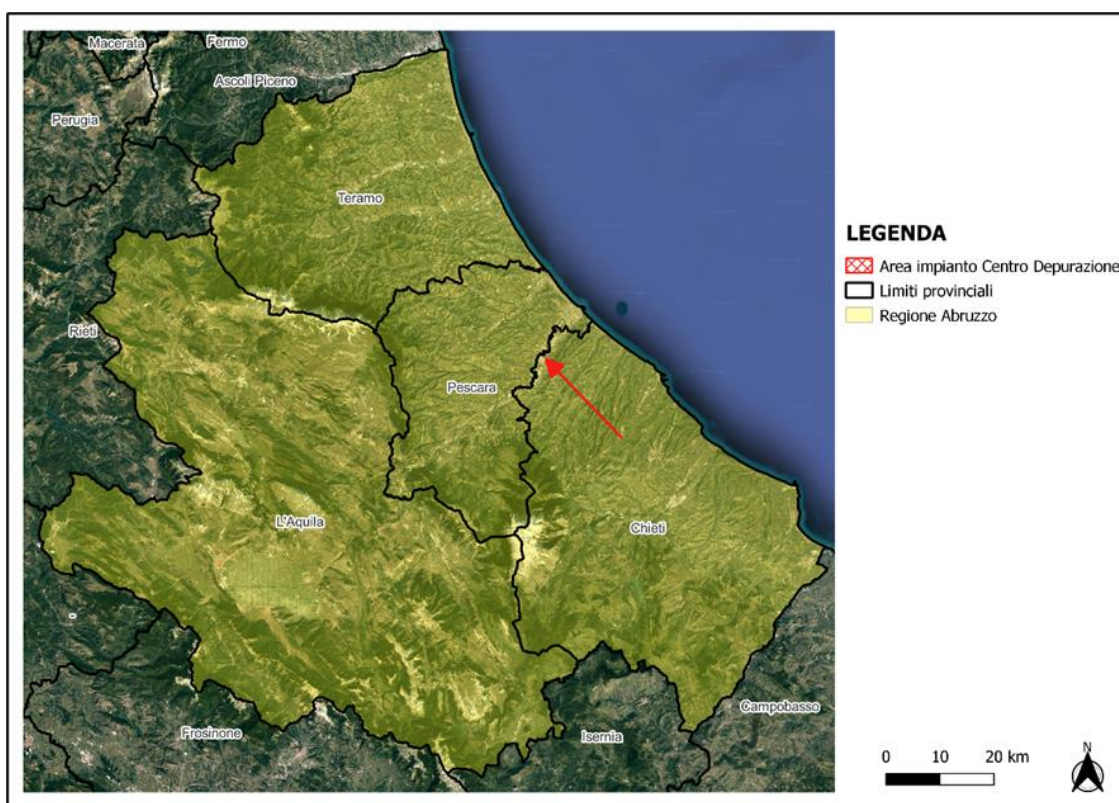 Macerata
Fermo
Ascoli Piceno
Perugia
Teramo
Rieti
Pescara
L'Aquila
Chieti
Frosinone
Isernia
Campobasso
LEGENDA
Area impianto Centro Depurazione
Limiti provinciali
Regione Abruzzo
0 10 20 km
N